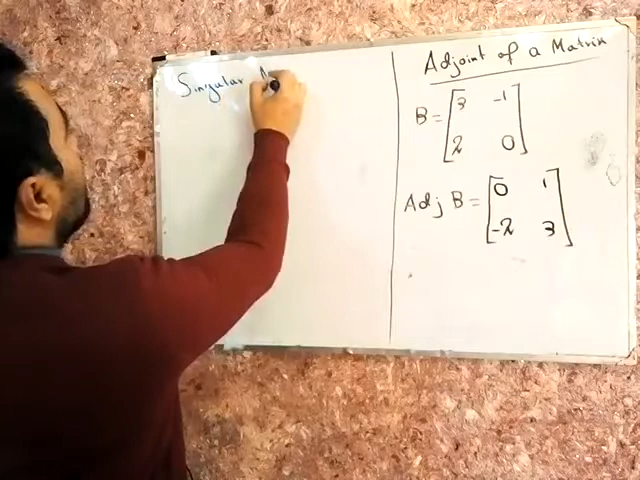 Singular
Adjoint of a Matrix
B = [3 -1
2 0]
Adj B = [0 1
-2 3]